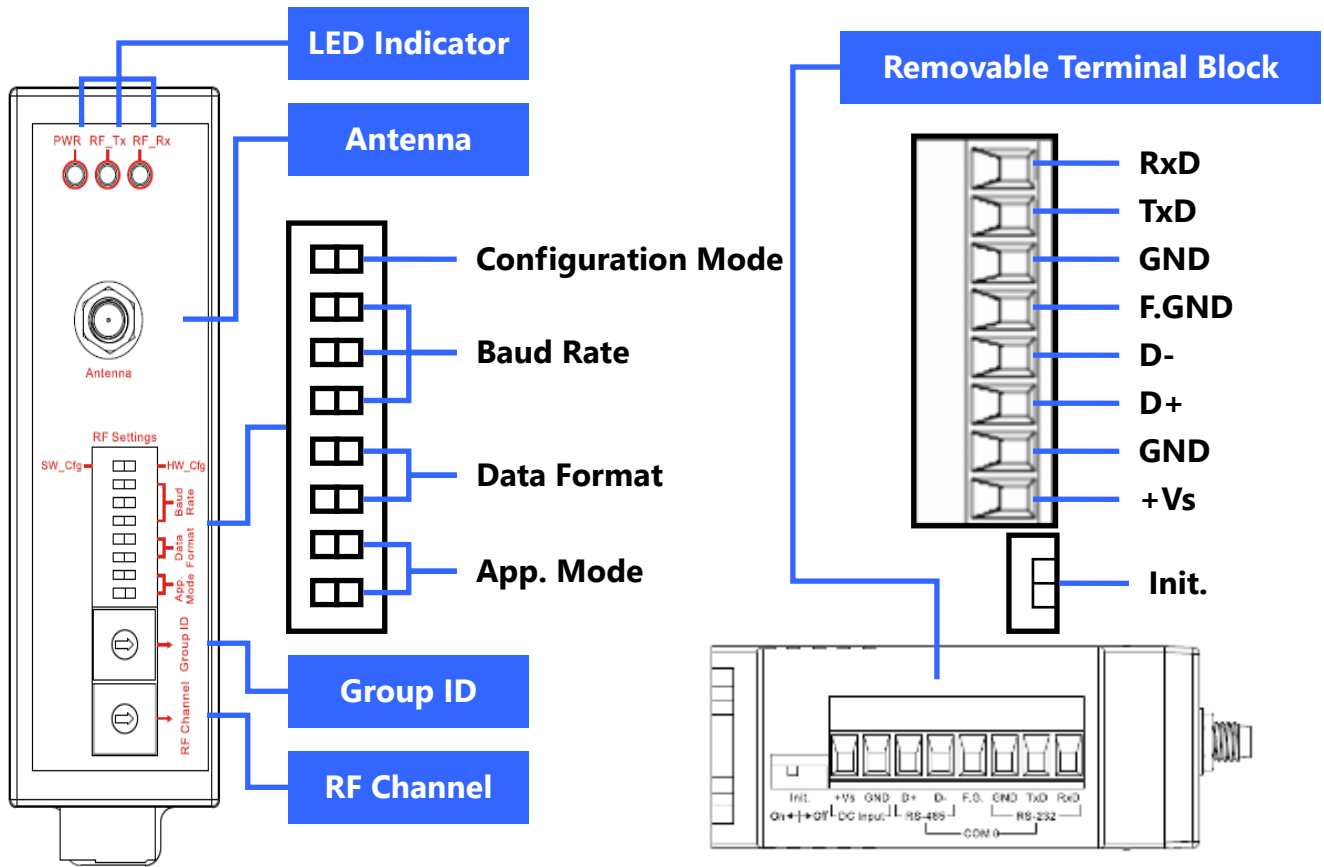 LED Indicator
Antenna
PWR RF_Tx RF_Rx
Antenna
RF Settings
SW_Cfg
HW_Cfg
Baud
Rate
Data
Format
App.
Mode
Group ID
RF Channel
Configuration Mode
Baud Rate
Data Format
App. Mode
Group ID
RF Channel
Removable Terminal Block
RxD
TxD
GND
F.GND
D-
D+
GND
+Vs
Init.
Init. +Vs GND D+ D- F.G. GND TxD RxD
On Off DC Input RS-485 RS-232
COM 0